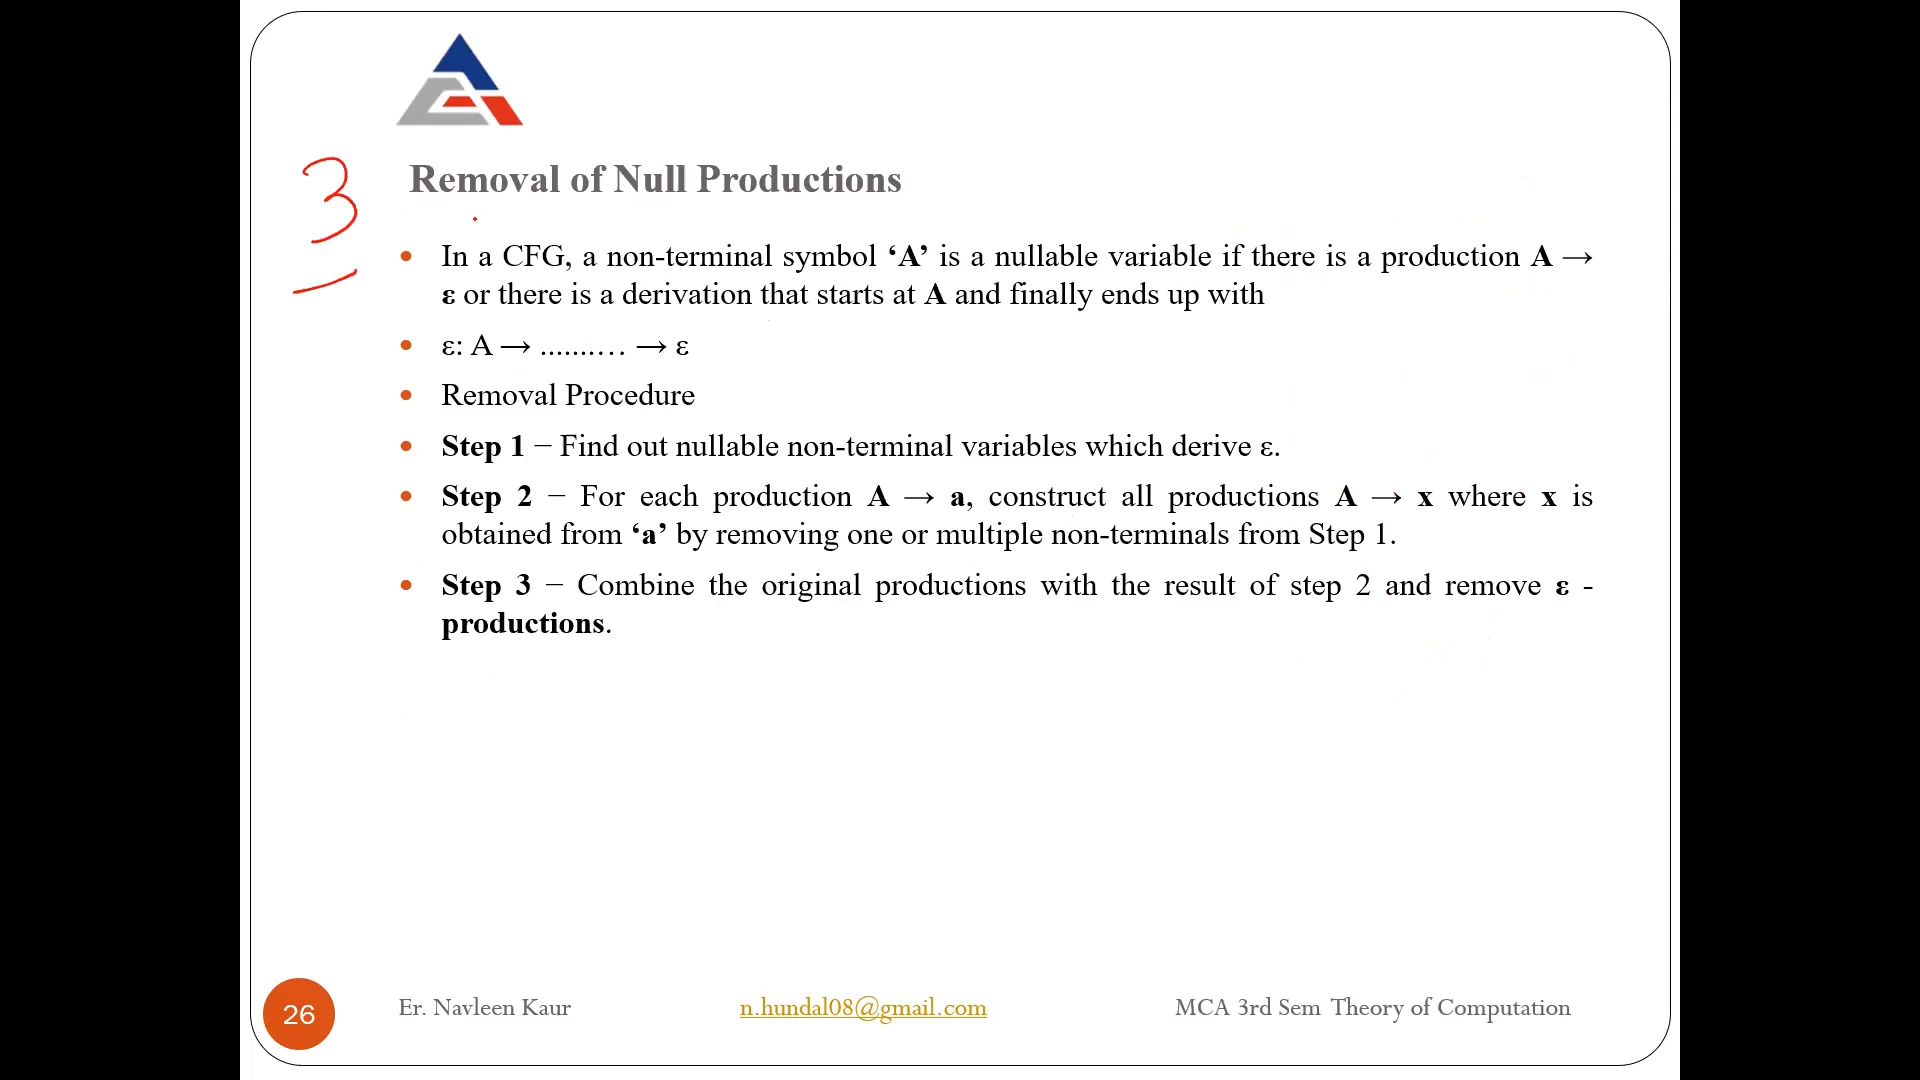 3
Removal of Null Productions
• In a CFG, a non-terminal symbol ‘A’ is a nullable variable if there is a production A →
ε or there is a derivation that starts at A and finally ends up with
• ε: A → .......… → ε
• Removal Procedure
• Step 1 − Find out nullable non-terminal variables which derive ε.
• Step 2 − For each production A → a, construct all productions A → x where x is
obtained from ‘a’ by removing one or multiple non-terminals from Step 1.
• Step 3 − Combine the original productions with the result of step 2 and remove ε -
productions.
26 Er. Navleen Kaur n.hundal08@gmail.com MCA 3rd Sem Theory of Computation